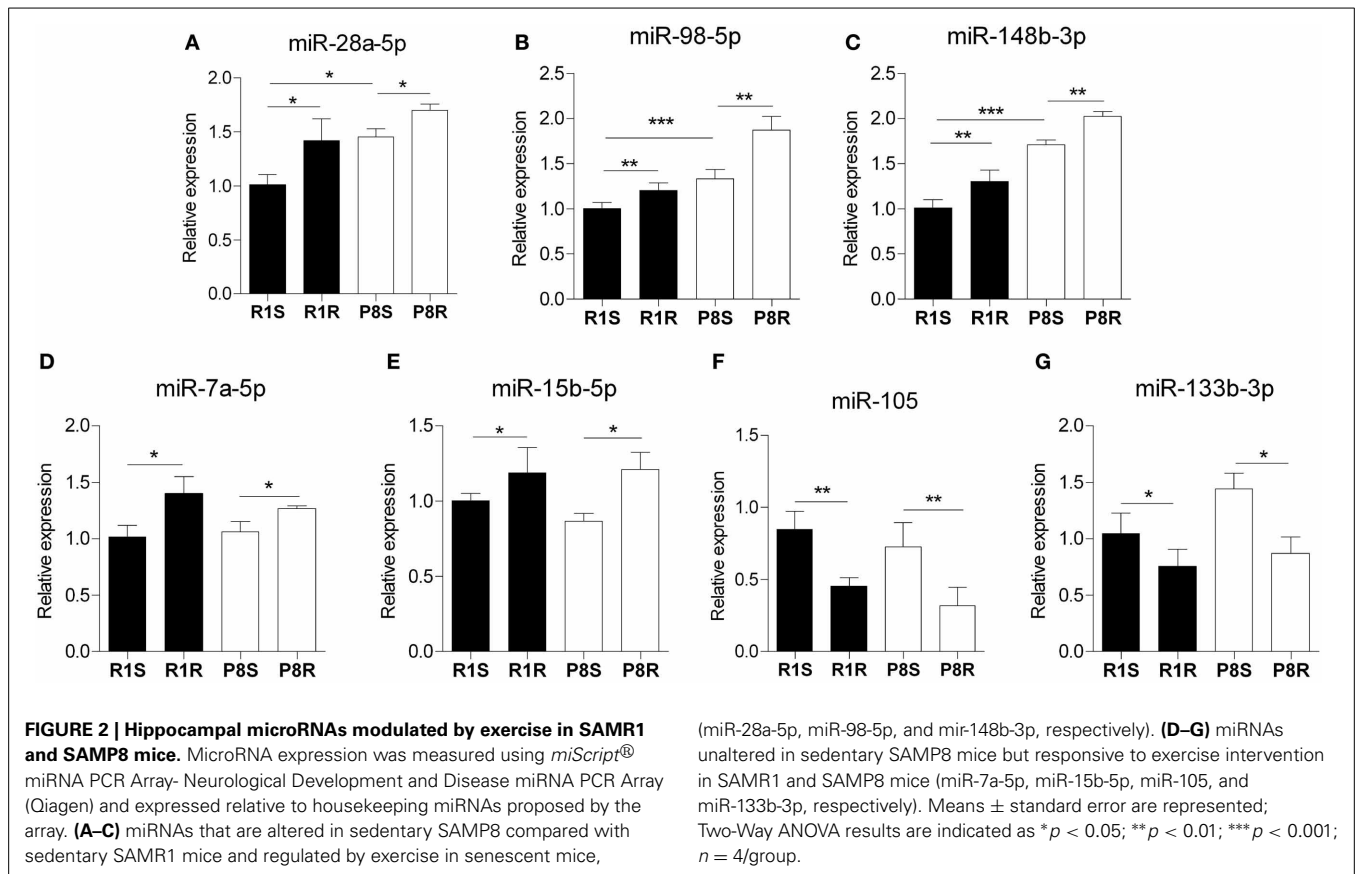 A
miR-28a-5p
Relative expression
2.0
1.5
1.0
0.5
0.0
*
*
*
R1S R1R P8S P8R
B
miR-98-5p
Relative expression
2.5
2.0
1.5
1.0
0.5
0.0
**
***
**
R1S R1R P8S P8R
C
miR-148b-3p
Relative expression
2.5
2.0
1.5
1.0
0.5
0.0
**
***
**
R1S R1R P8S P8R
D
miR-7a-5p
Relative expression
2.0
1.5
1.0
0.5
0.0
*
*
R1S R1R P8S P8R
E
miR-15b-5p
Relative expression
1.5
1.0
0.5
0.0
*
*
R1S R1R P8S P8R
F
miR-105
Relative expression
1.5
1.0
0.5
0.0
**
**
R1S R1R P8S P8R
G
miR-133b-3p
Relative expression
2.0
1.5
1.0
0.5
0.0
*
*
R1S R1R P8S P8R
FIGURE 2 | Hippocampal microRNAs modulated by exercise in SAMR1
and SAMP8 mice. MicroRNA expression was measured using miScript®
miRNA PCR Array- Neurological Development and Disease miRNA PCR Array
(Qiagen) and expressed relative to housekeeping miRNAs proposed by the
array. (A–C) miRNAs that are altered in sedentary SAMP8 compared with
sedentary SAMR1 mice and regulated by exercise in senescent mice,
(miR-28a-5p, miR-98-5p, and mir-148b-3p, respectively). (D–G) miRNAs
unaltered in sedentary SAMP8 mice but responsive to exercise intervention
in SAMR1 and SAMP8 mice (miR-7a-5p, miR-15b-5p, miR-105, and
miR-133b-3p, respectively). Means ± standard error are represented;
Two-Way ANOVA results are indicated as *p < 0.05; **p < 0.01; ***p < 0.001;
n = 4/group.